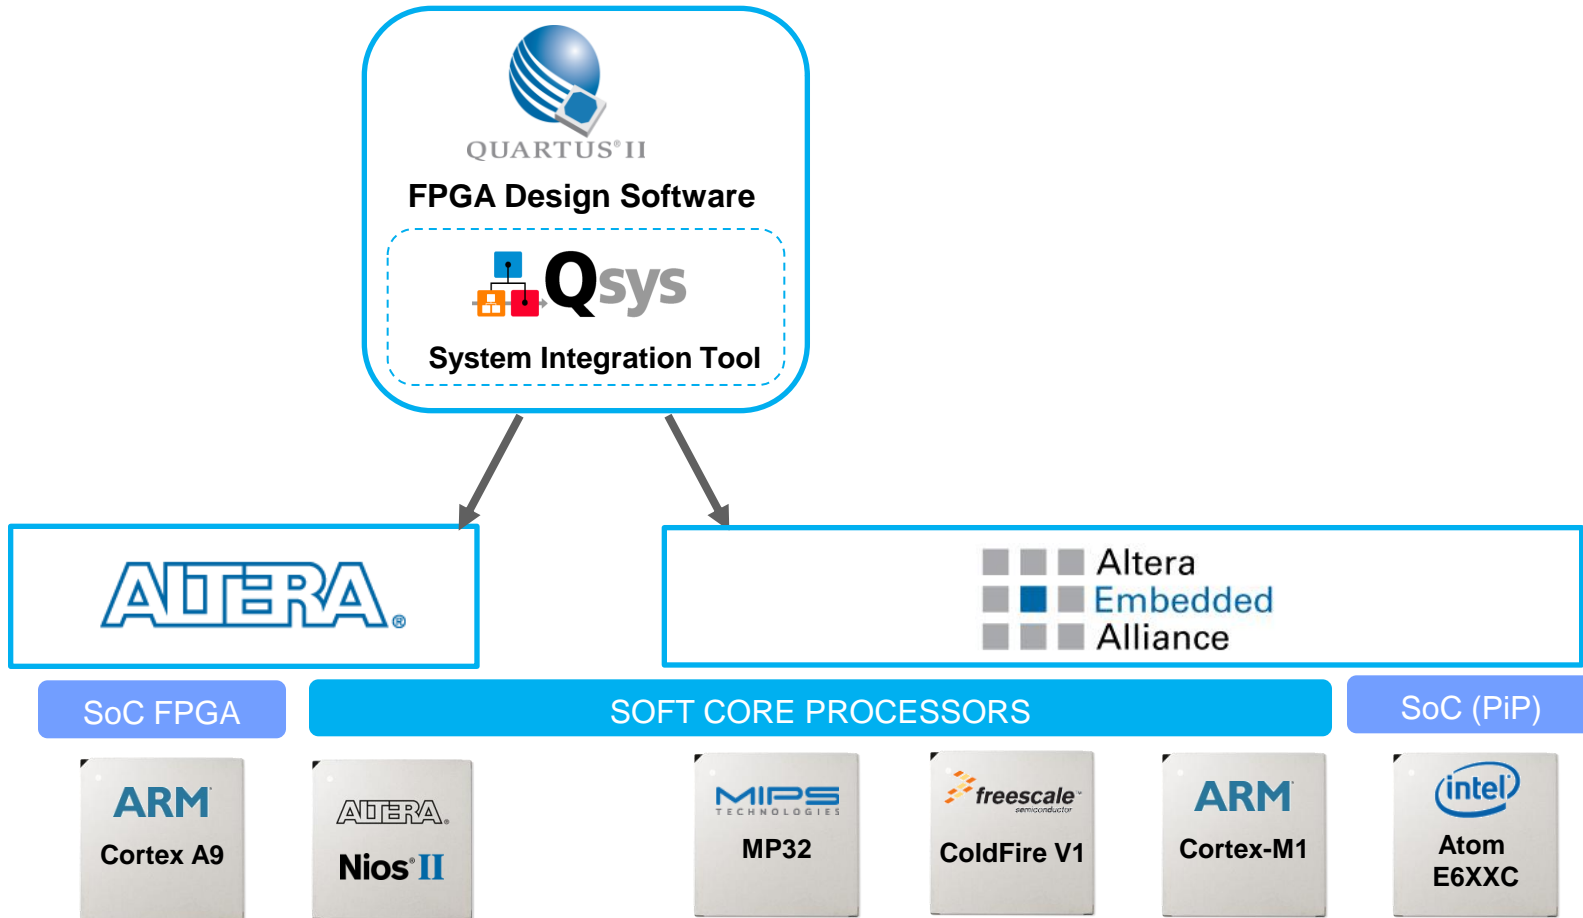 QUARTUS®II
FPGA Design Software
Qsys
System Integration Tool
ALTERA®
Altera
Embedded
Alliance
SoC FPGA
SOFT CORE PROCESSORS
SoC (PiP)
ARM
Cortex A9
ALTERA®
Nios® II
MIPS
TECHNOLOGIES
MP32
freescale™
semiconductor
ColdFire V1
ARM
Cortex-M1
intel
Atom
E6XXC